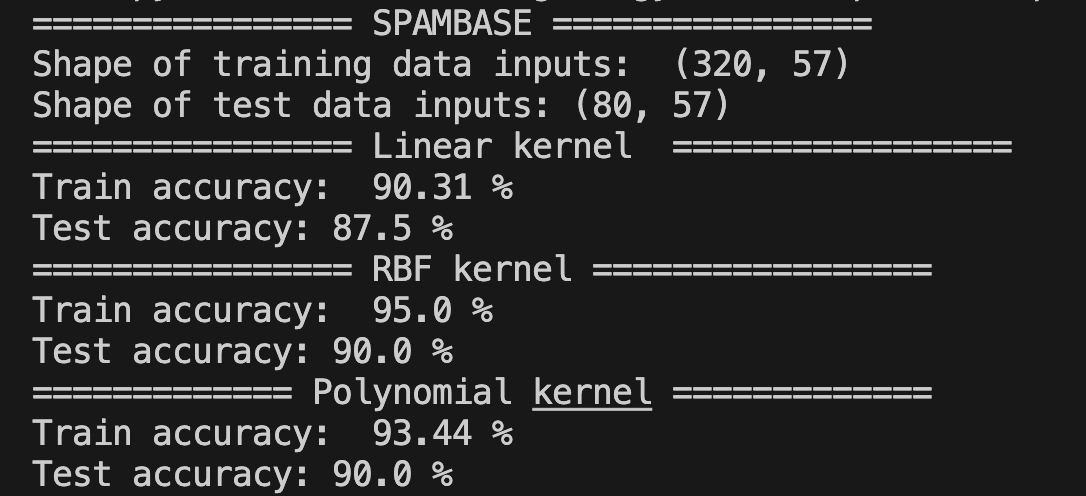 ================ SPAMBASE ================
Shape of training data inputs:  (320, 57)
Shape of test data inputs: (80, 57)
================ Linear kernel  =================
Train accuracy:  90.31 %
Test accuracy: 87.5 %
================ RBF kernel =================
Train accuracy:  95.0 %
Test accuracy: 90.0 %
============= Polynomial kernel =============
Train accuracy:  93.44 %
Test accuracy: 90.0 %